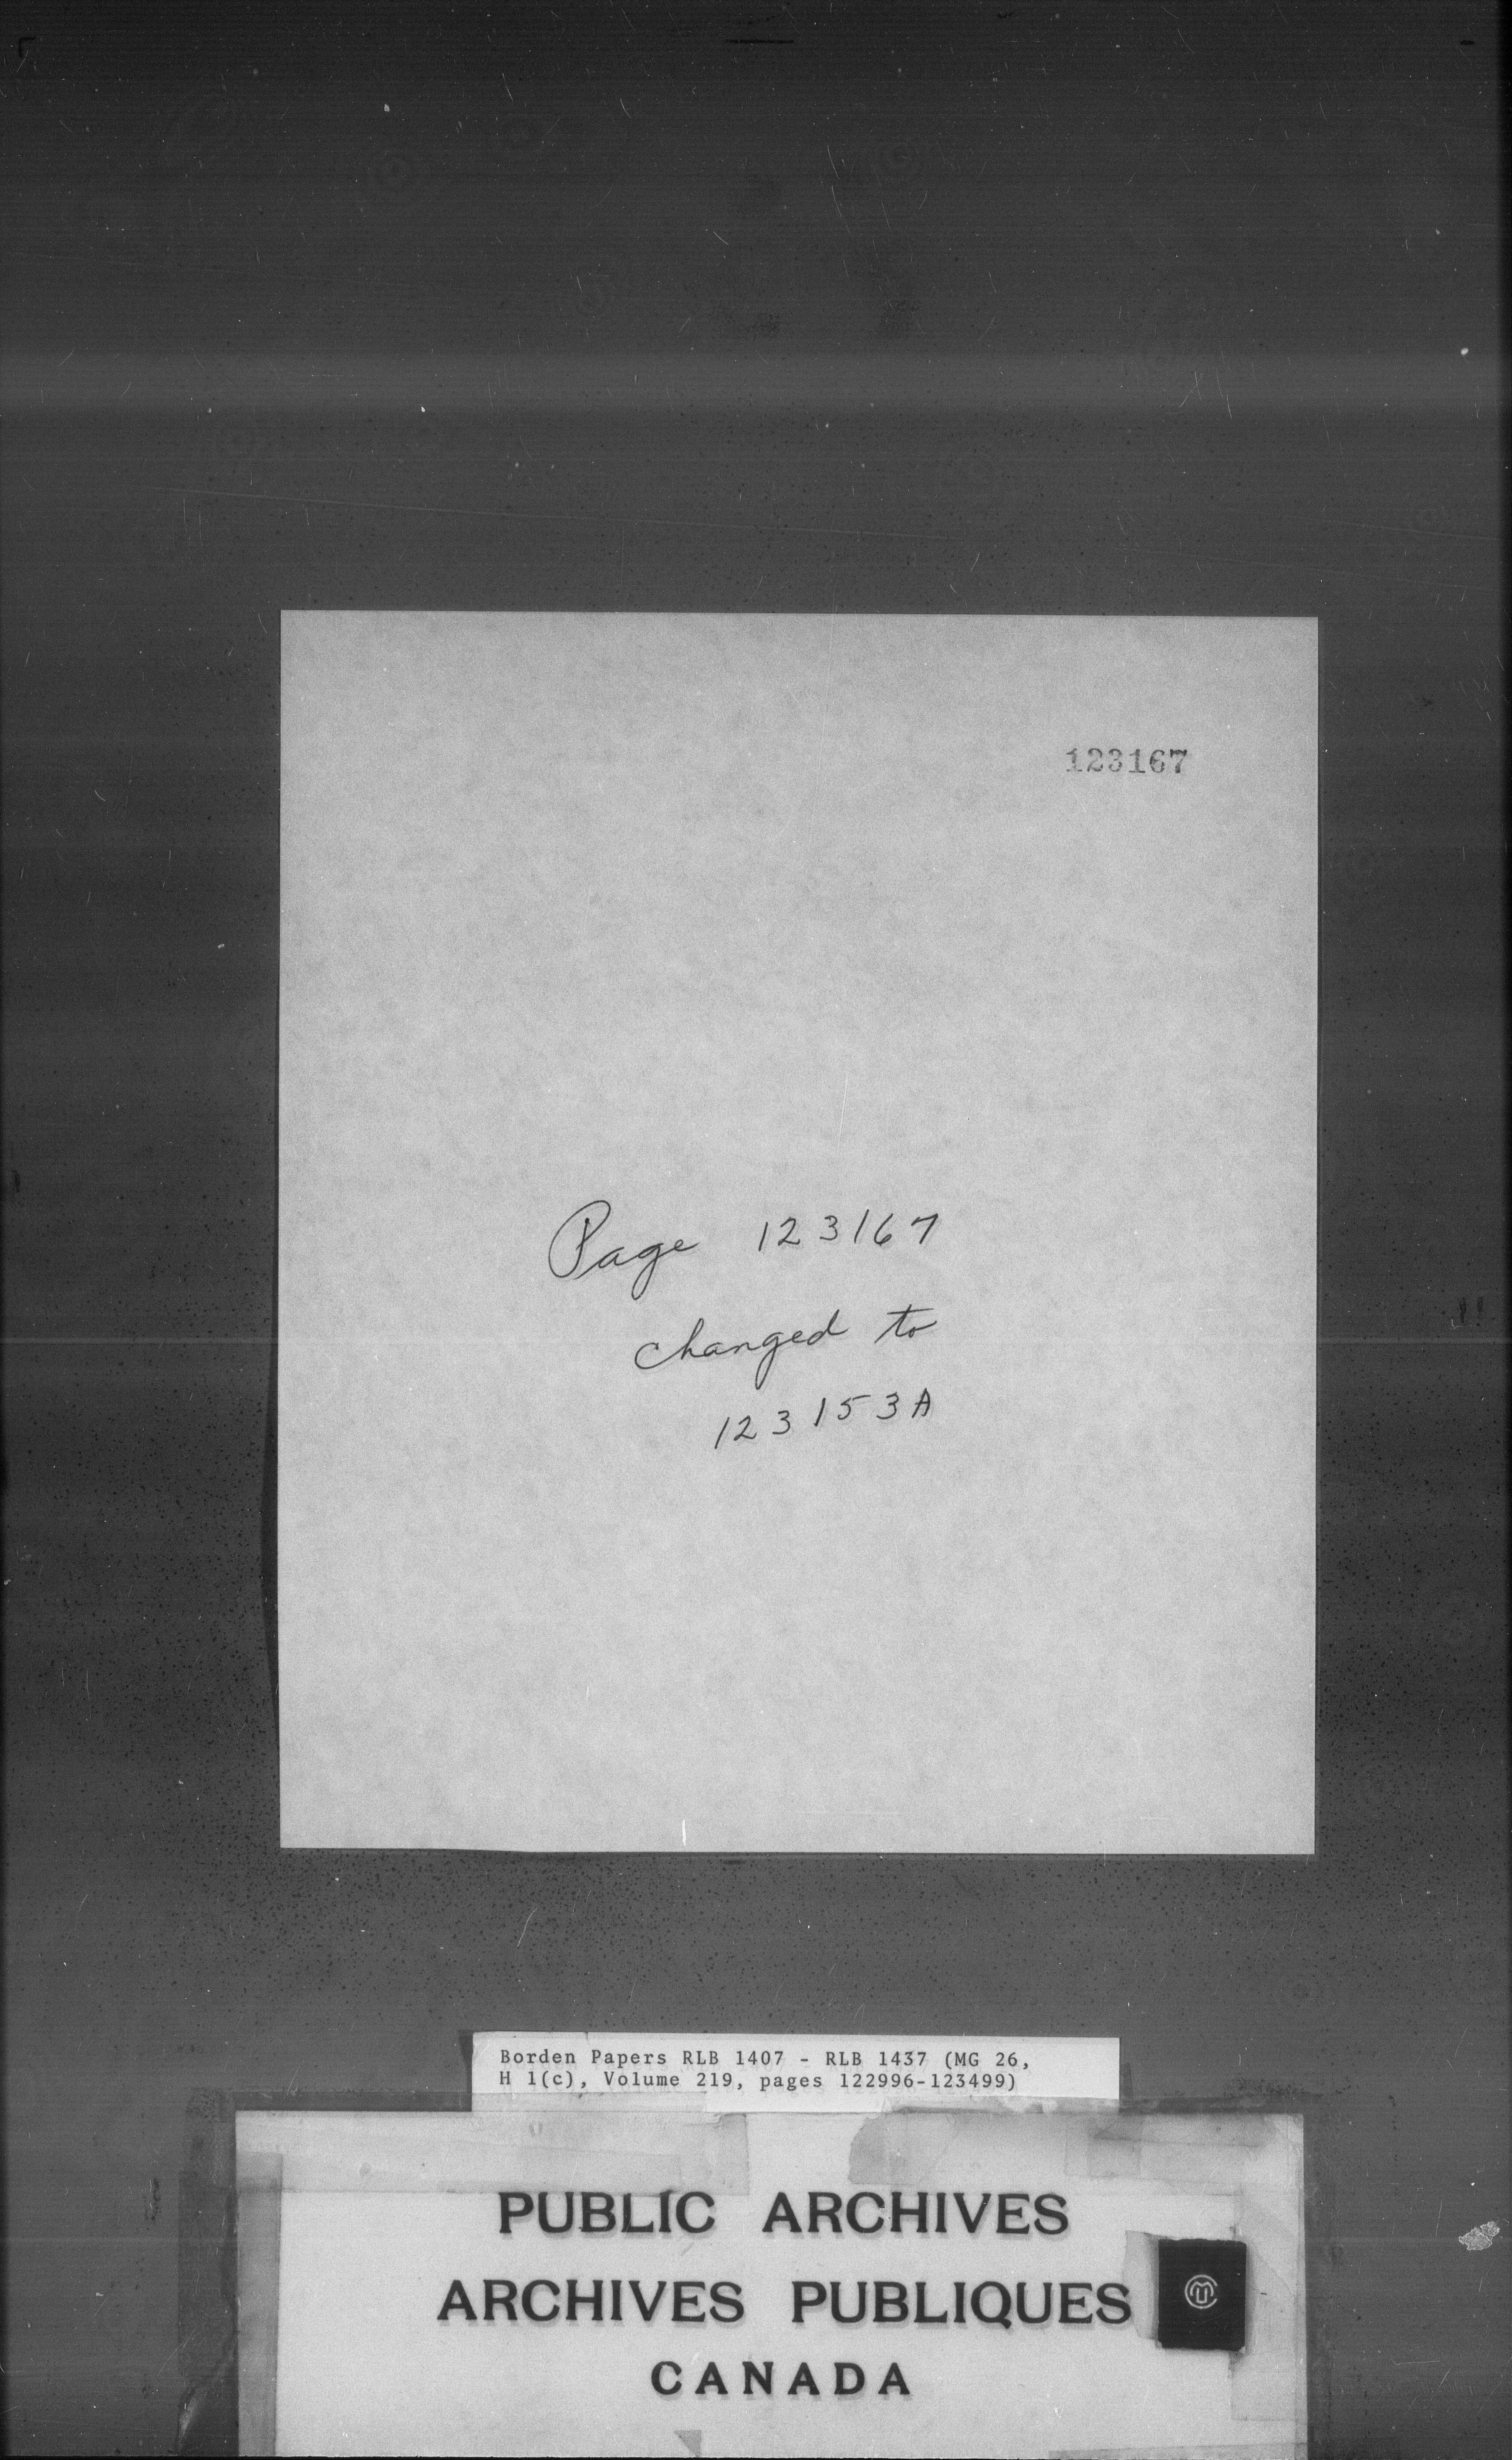 123167
Page 123167
changed to
123153A
Borden Papers RLB 1407 - RLB 1437 (MG 26,
H 1(c), Volume 219, pages 122996-123499)
PUBLIC ARCHIVES
ARCHIVES PUBLIQUES
CANADA